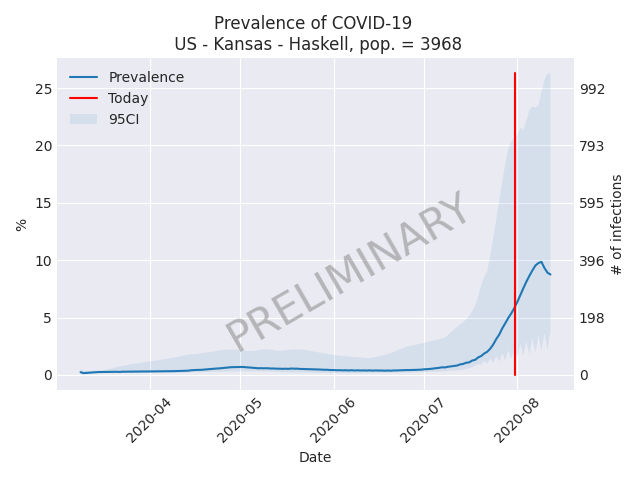 Prevalence of COVID-19
US - Kansas - Haskell, pop. = 3968
Prevalence
Today
95CI
25
20
15
10
5
0
%
992
793
595
396
198
0
# of infections
PRELIMINARY
2020-04
2020-05
2020-06
2020-07
2020-08
Date